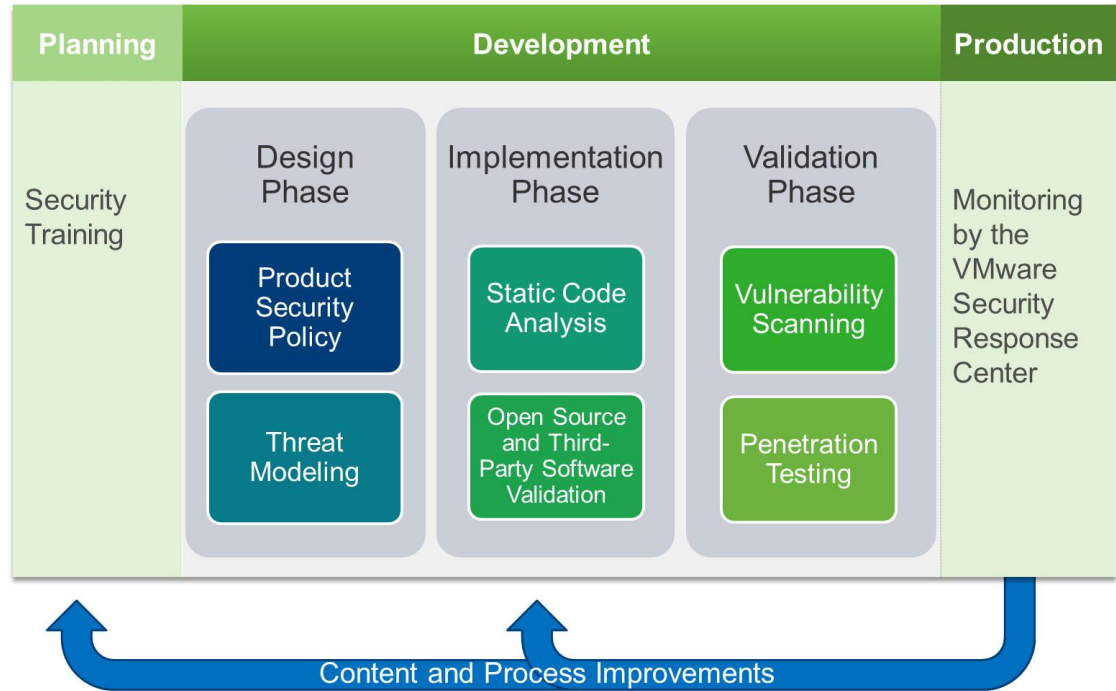 Planning
Development
Production
Security
Training
Design
Phase
Product
Security
Policy
Threat
Modeling
Implementation
Phase
Static Code
Analysis
Open Source
and Third-
Party Software
Validation
Validation
Phase
Vulnerability
Scanning
Penetration
Testing
Monitoring
by the
VMware
Security
Response
Center
Content and Process Improvements